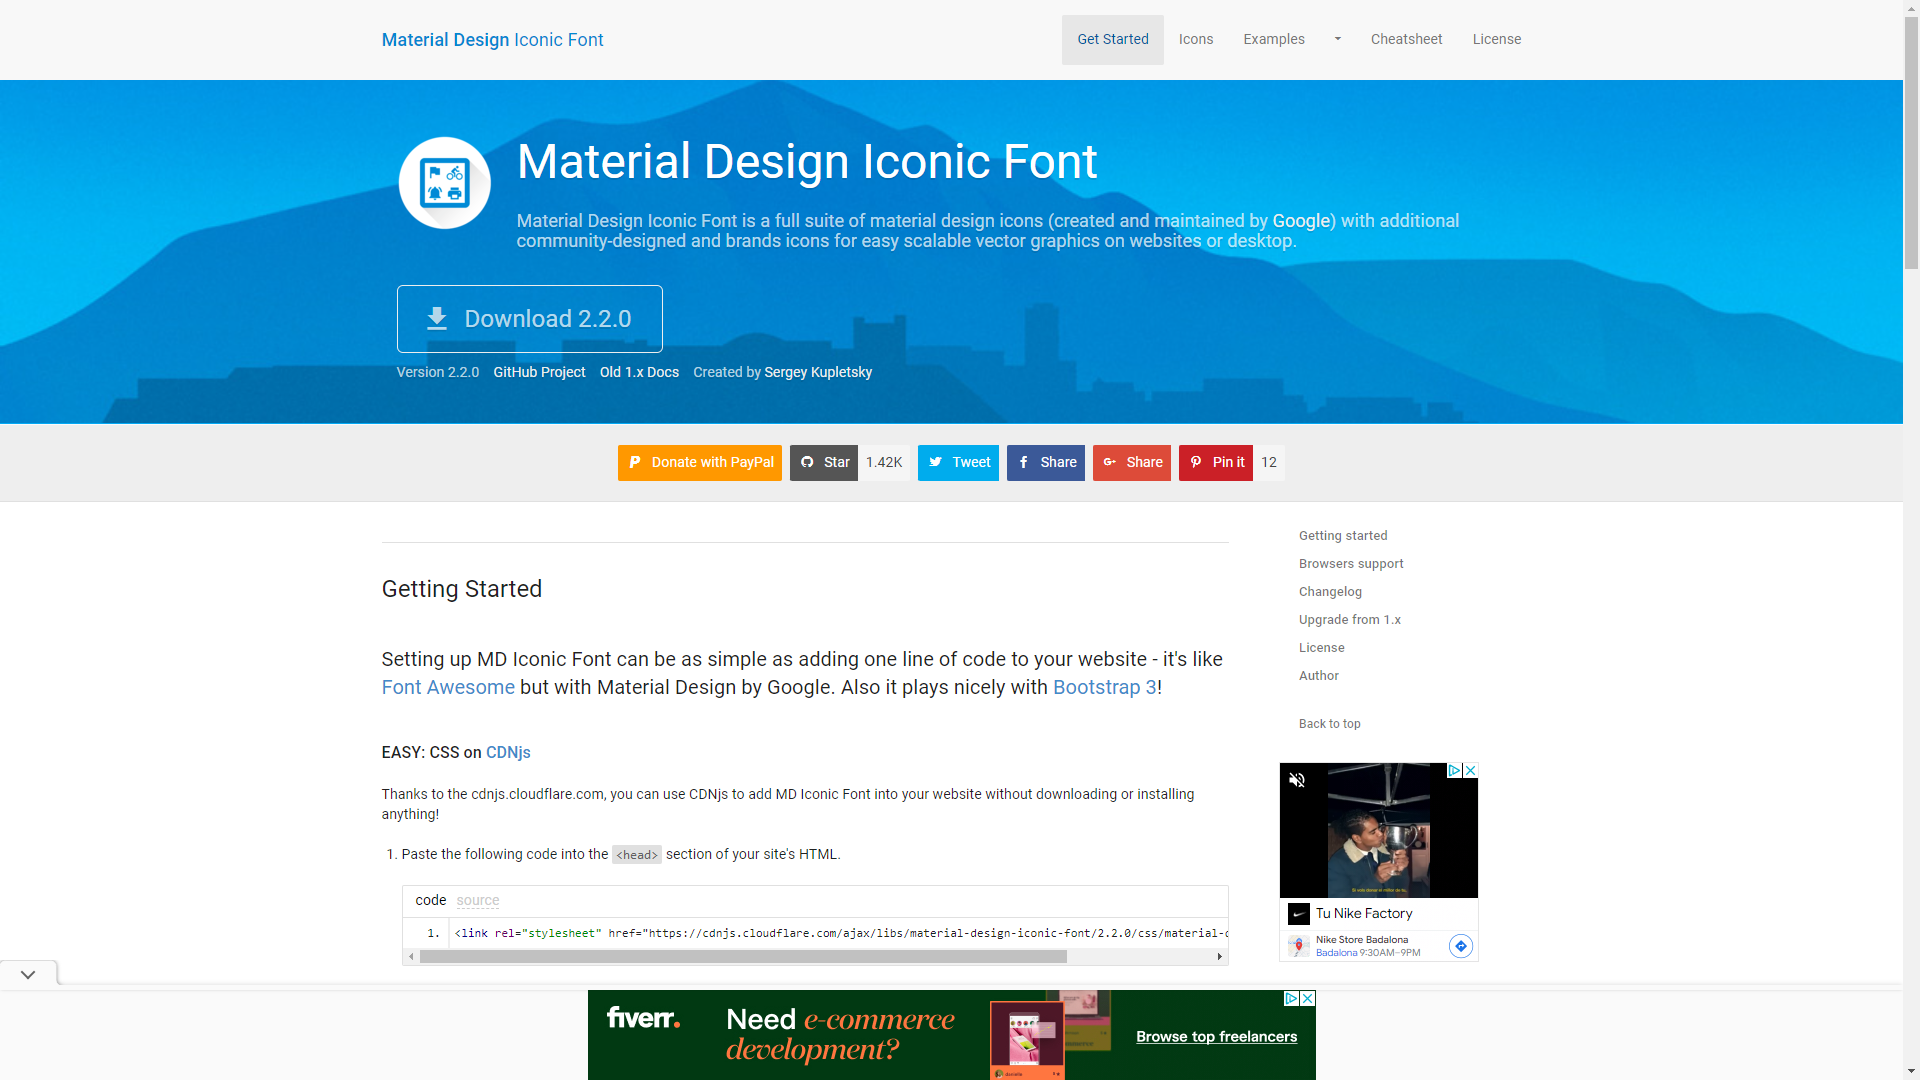 Material Design Iconic Font
Get Started
Icons
Examples
Cheatsheet
License
Material Design Iconic Font
Material Design Iconic Font is a full suite of material design icons (created and maintained by Google) with additional
community-designed and brands icons for easy scalable vector graphics on websites or desktop.
Download 2.2.0
Version 2.2.0 GitHub Project Old 1.x Docs Created by Sergey Kupletsky
Donate with PayPal
Star 1.42K
Tweet
Share
Share
Pin it 12
Getting started
Browsers support
Changelog
Upgrade from 1.x
License
Author
Back to top
Getting Started
Setting up MD Iconic Font can be as simple as adding one line of code to your website - it's like
Font Awesome but with Material Design by Google. Also it plays nicely with Bootstrap 3!
EASY: CSS on CDNjs
Thanks to the cdnjs.cloudflare.com, you can use CDNjs to add MD Iconic Font into your website without downloading or installing
anything!
1. Paste the following code into the <head> section of your site's HTML.
code source
1. <link rel="stylesheet" href="https://cdnjs.cloudflare.com/ajax/libs/material-design-iconic-font/2.2.0/css/material-d
Tu Nike Factory
Nike Store Badalona
Badalona 9:30AM–9PM
fiverr.
Need e-commerce
development?
Browse top freelancers